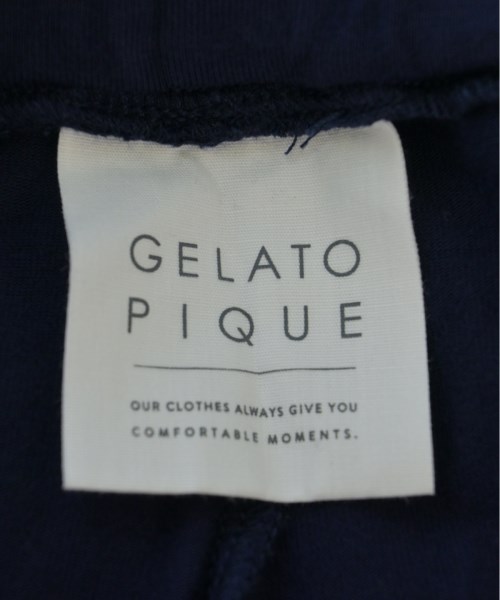 GELATO
PIQUE
OUR CLOTHES ALWAYS GIVE YOU
COMFORTABLE MOMENTS.